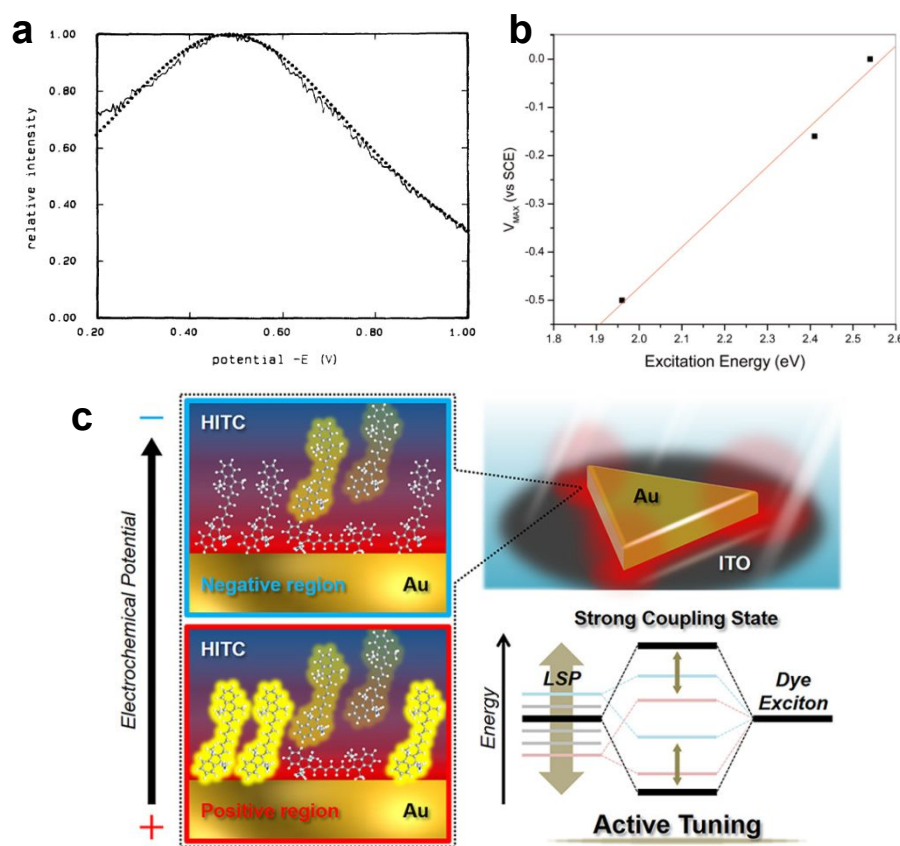 a
1.00
0.80
0.60
0.40
0.20
0.00
relative intensity
0.20
0.40
0.60
0.80
1.00
potential -E (V)
b
0.0
-0.1
-0.2
-0.3
-0.4
-0.5
V_MAX (vs SCE)
1.8
1.9
2.0
2.1
2.2
2.3
2.4
2.5
2.6
Excitation Energy (eV)
c
−
Electrochemical Potential
+
HITC
Negative region
Au
HITC
Positive region
Au
Au
ITO
Strong Coupling State
Energy
LSP
Dye
Exciton
Active Tuning